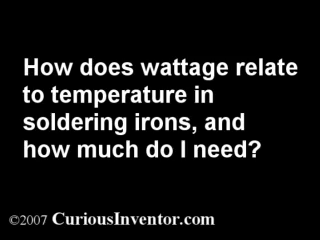 How does wattage relate
to temperature in
soldering irons, and
how much do I need?
©2007 CuriousInventor.com